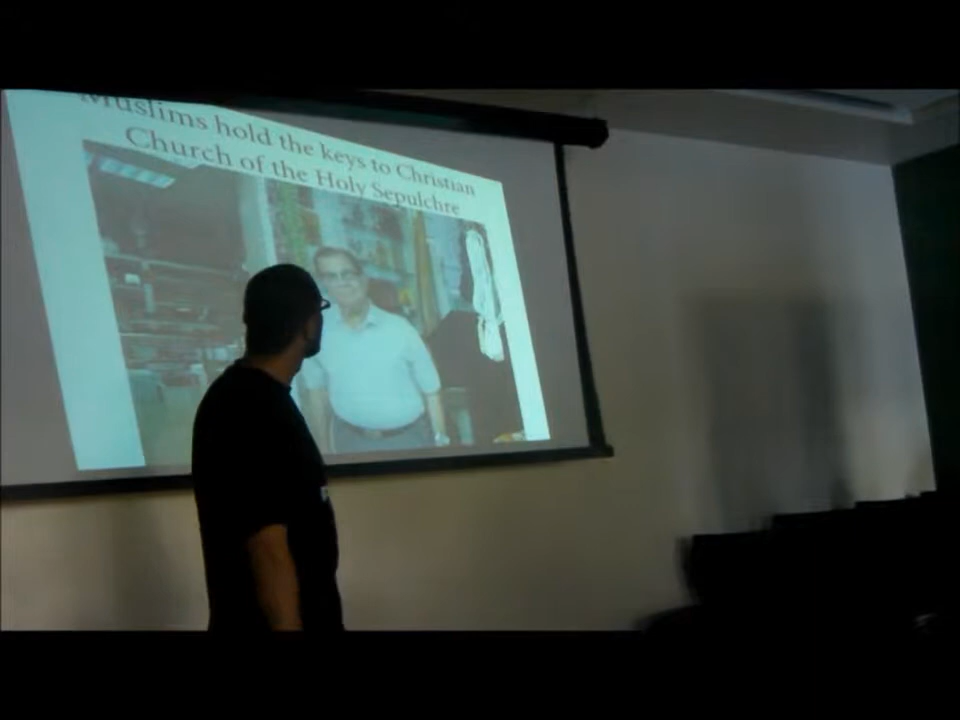 Muslims hold the keys to Christian
Church of the Holy Sepulchre